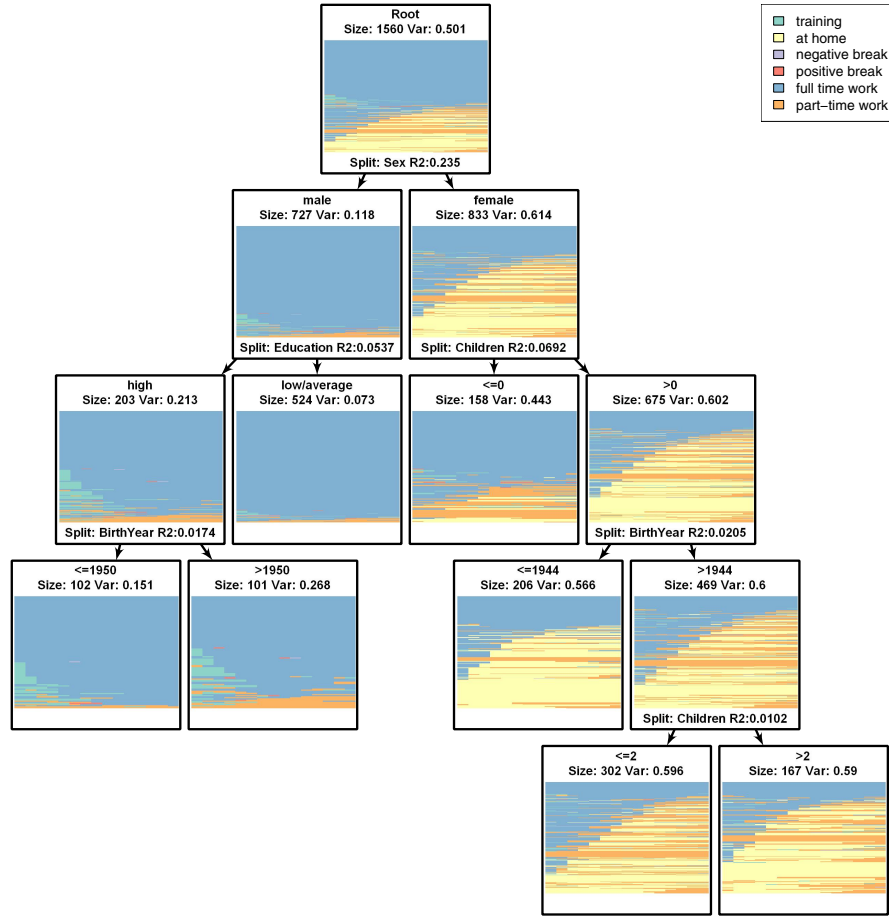 Root
Size: 1560 Var: 0.501
Split: Sex R2:0.235
training
at home
negative break
positive break
full time work
part−time work
male
Size: 727 Var: 0.118
Split: Education R2:0.0537
female
Size: 833 Var: 0.614
Split: Children R2:0.0692
high
Size: 203 Var: 0.213
Split: BirthYear R2:0.0174
low/average
Size: 524 Var: 0.073
<=0
Size: 158 Var: 0.443
>0
Size: 675 Var: 0.602
Split: BirthYear R2:0.0205
<=1950
Size: 102 Var: 0.151
>1950
Size: 101 Var: 0.268
<=1944
Size: 206 Var: 0.566
>1944
Size: 469 Var: 0.6
Split: Children R2:0.0102
<=2
Size: 302 Var: 0.596
>2
Size: 167 Var: 0.59